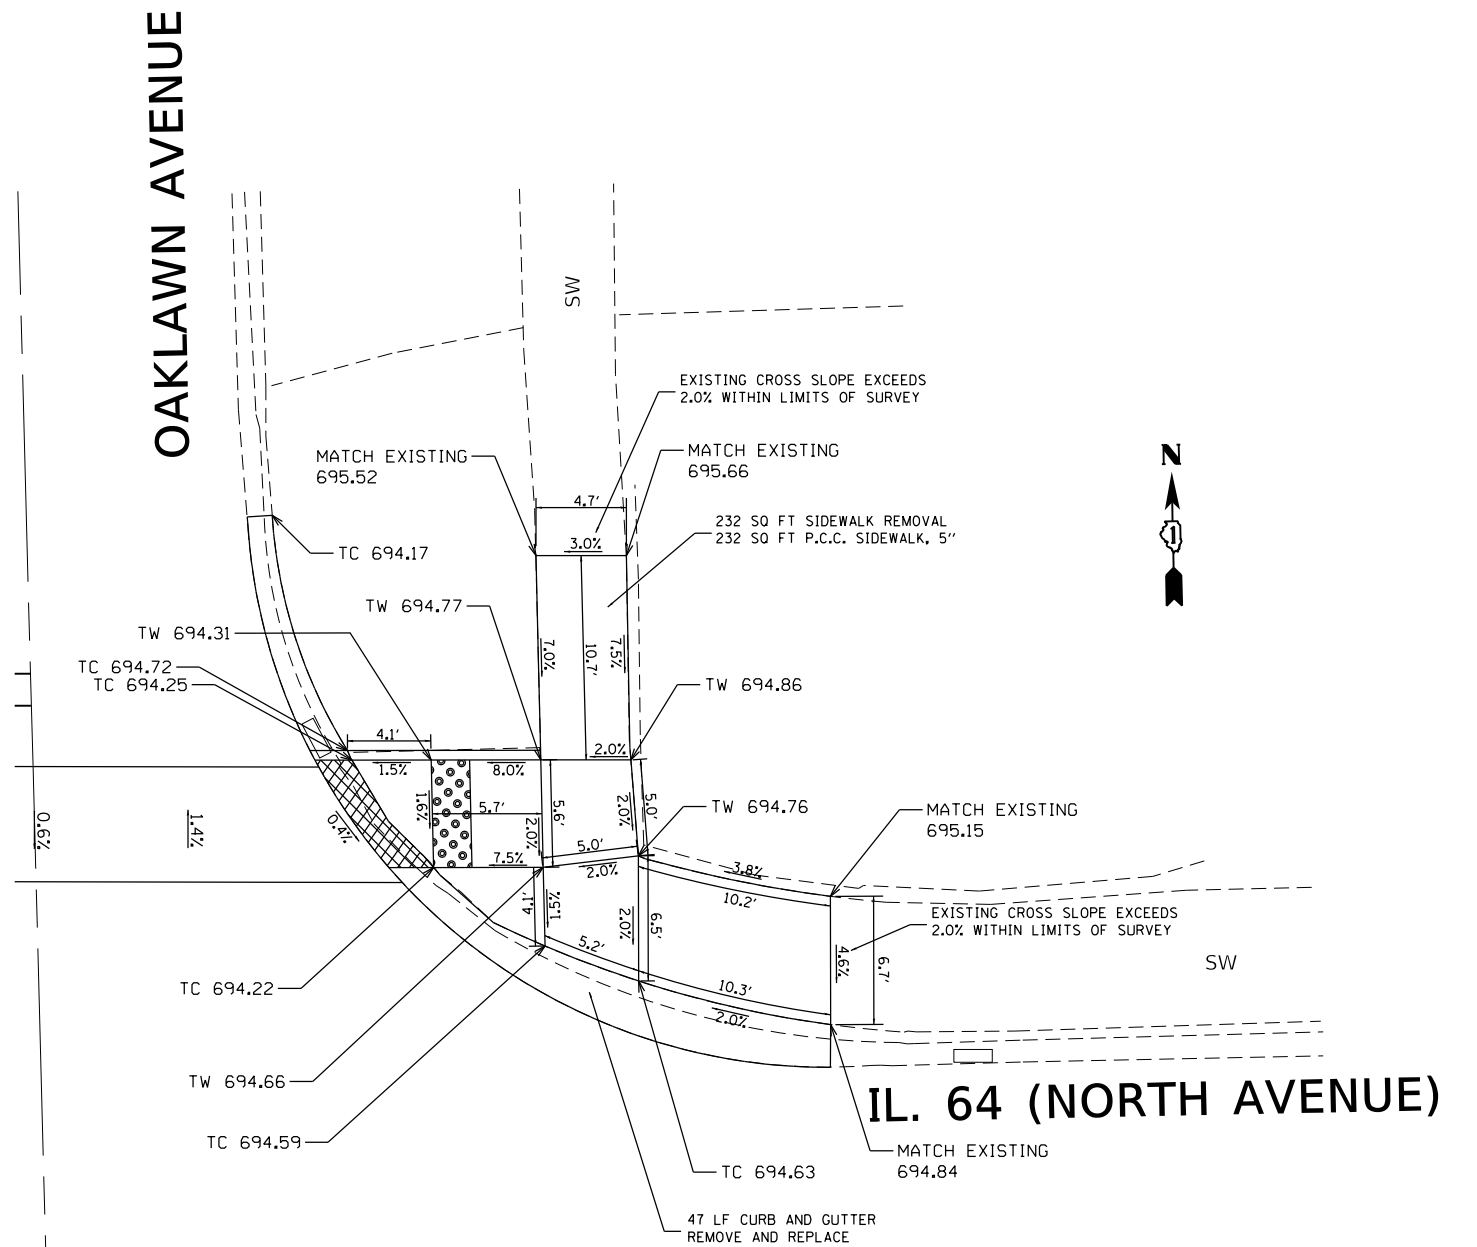 OAKLAWN AVENUE
SW
EXISTING CROSS SLOPE EXCEEDS
2.0% WITHIN LIMITS OF SURVEY
MATCH EXISTING
695.52
MATCH EXISTING
695.66
N
4.7'
232 SQ FT SIDEWALK REMOVAL
232 SQ FT P.C.C. SIDEWALK, 5"
1
3.0%
TC 694.17
TW 694.77
TW 694.31
7.0%
10.7'
7.5%
TC 694.72
TC 694.25
TW 694.86
4.1'
2.0%
1.5%
8.0%
1.6%
5.7'
5.6'
2.0%
2.0%
5.0'
TW 694.76
MATCH EXISTING
695.15
0.6%
1.4%
0.4%
5.0'
7.5%
2.0%
3.8%
10.2'
4.1'
1.5%
2.0%
6.5'
EXISTING CROSS SLOPE EXCEEDS
2.0% WITHIN LIMITS OF SURVEY
5.2'
4.6%
6.7'
SW
TC 694.22
10.3'
2.0%
TW 694.66
IL. 64 (NORTH AVENUE)
TC 694.59
MATCH EXISTING
694.84
TC 694.63
47 LF CURB AND GUTTER
REMOVE AND REPLACE